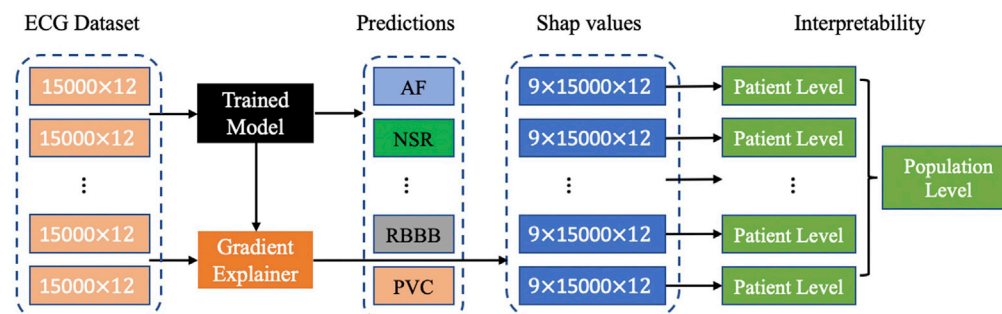 ECG Dataset
Predictions
Shap values
Interpretability
15000×12
15000×12
⋮
15000×12
15000×12
Trained
Model
Gradient
Explainer
AF
NSR
⋮
RBBB
PVC
9×15000×12
9×15000×12
⋮
9×15000×12
9×15000×12
Patient Level
Patient Level
⋮
Patient Level
Patient Level
Population
Level